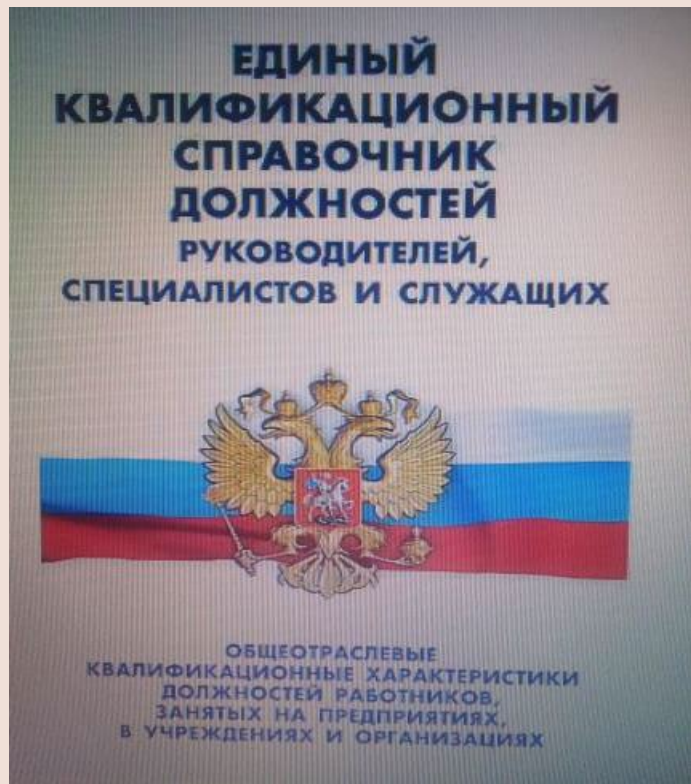 ЕДИНЫЙ
КВАЛИФИКАЦИОННЫЙ
СПРАВОЧНИК
ДОЛЖНОСТЕЙ
РУКОВОДИТЕЛЕЙ,
СПЕЦИАЛИСТОВ И СЛУЖАЩИХ
ОБЩЕОТРАСЛЕВЫЕ
КВАЛИФИКАЦИОННЫЕ ХАРАКТЕРИСТИКИ
ДОЛЖНОСТЕЙ РАБОТНИКОВ,
ЗАНЯТЫХ НА ПРЕДПРИЯТИЯХ,
В УЧРЕЖДЕНИЯХ И ОРГАНИЗАЦИЯХ